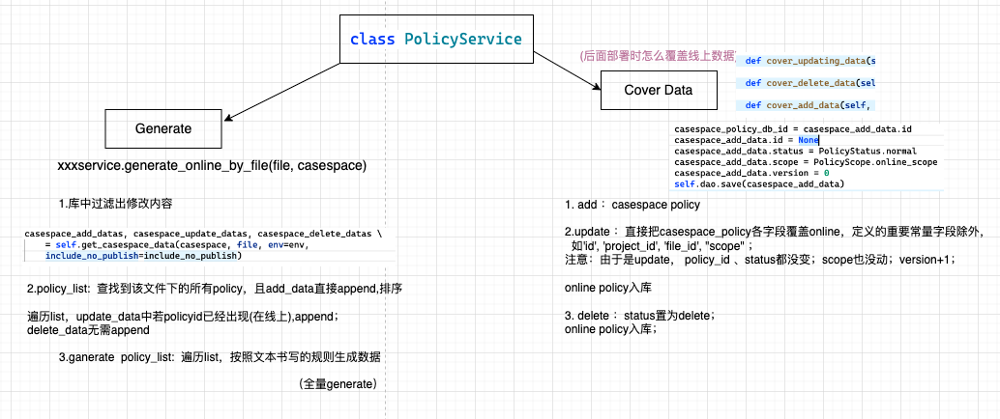 class PolicyService
(后面部署时怎么覆盖线上数据)
def cover_updating_data(s
def cover_delete_data(sel
def cover_add_data(self,
Cover Data
Generate
xxxservice.generate_online_by_file(file, casespace)
1.库中过滤出修改内容
casespace_add_datas, casespace_update_datas, casespace_delete_datas \
= self.get_casespace_data(casespace, file, env=env,
include_no_publish=include_no_publish)
2.policy_list: 查找到该文件下的所有policy，且add_data直接append,排序
遍历list，update_data中若policyid已经出现(在线上),append；
delete_data无需append
3.ganerate policy_list: 遍历list，按照文本书写的规则生成数据
（全量generate）
casespace_policy_db_id = casespace_add_data.id
casespace_add_data.id = None
casespace_add_data.status = PolicyStatus.normal
casespace_add_data.scope = PolicyScope.online_scope
casespace_add_data.version = 0
self.dao.save(casespace_add_data)
1. add： casespace policy
2.update： 直接把casespace_policy各字段覆盖online，定义的重要常量字段除外，
如'id', 'project_id', 'file_id', "scope"；
注意：由于是update， policy_id 、status都没变；scope也没动；version+1；
online policy入库
3. delete： status置为delete；
online policy入库；